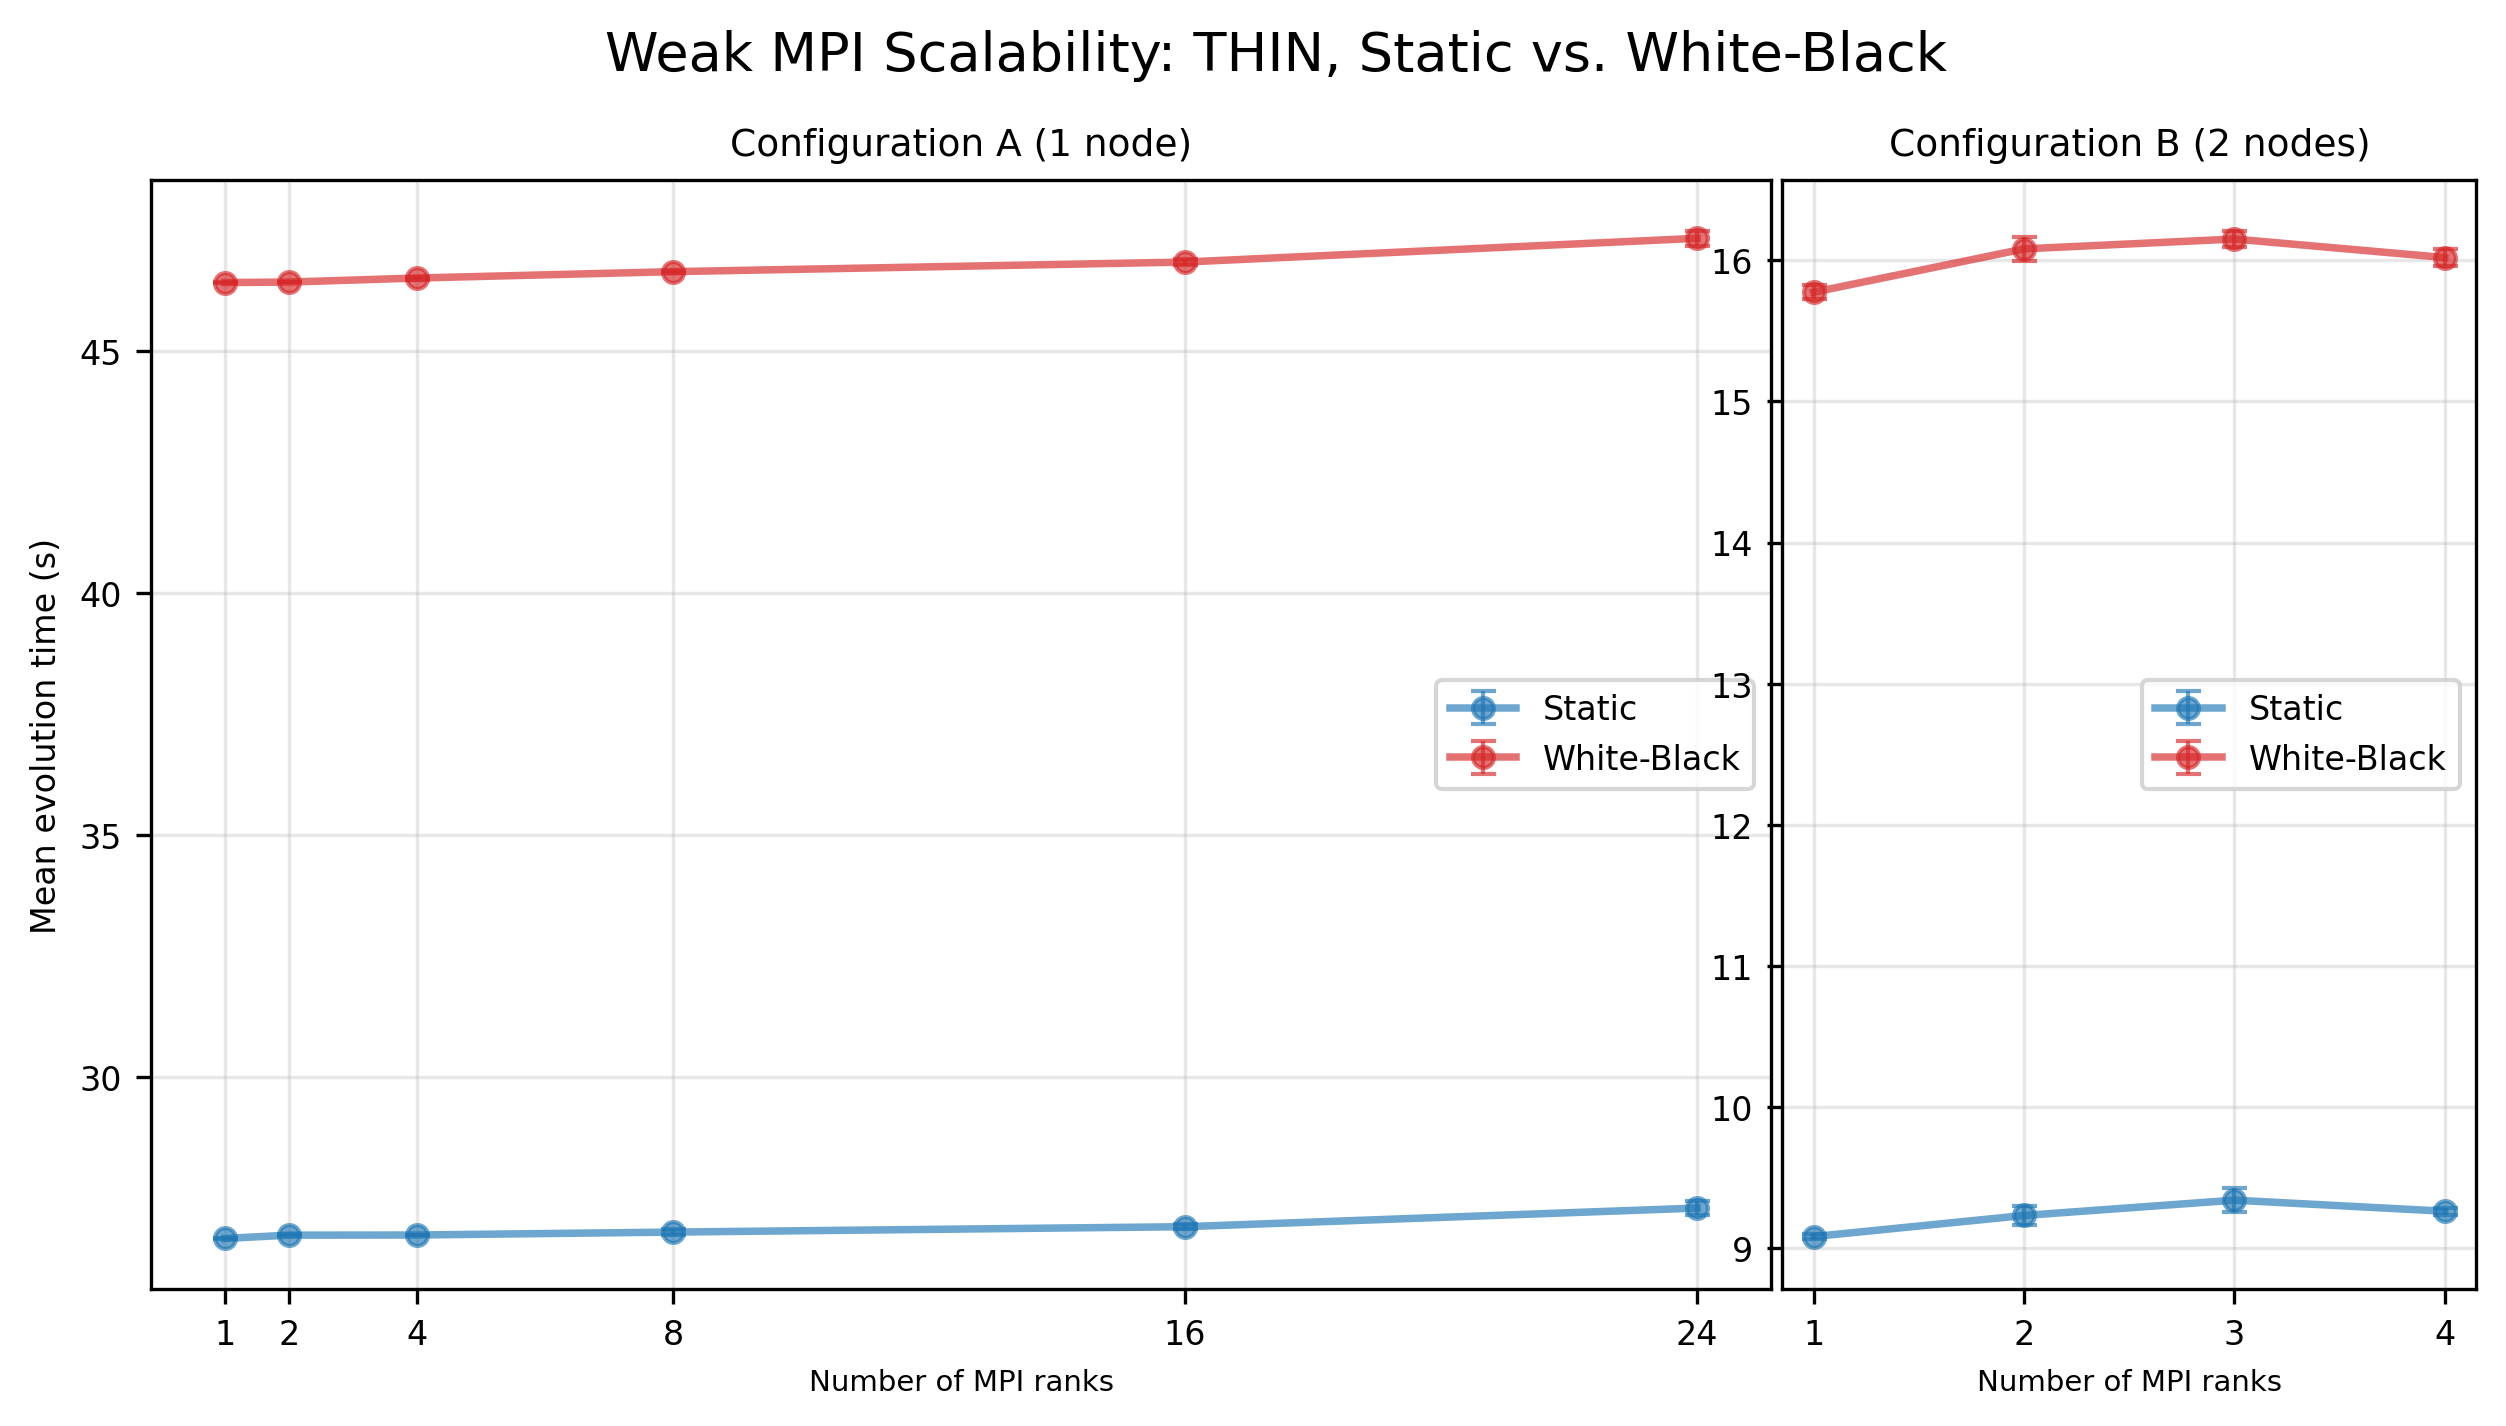 Weak MPI Scalability: THIN, Static vs. White-Black
Configuration A (1 node)
Mean evolution time (s)
45
40
35
30
Static
White-Black
1 2 4 8 16 24
Number of MPI ranks
Configuration B (2 nodes)
16
15
14
13
12
11
10
9
Static
White-Black
1 2 3 4
Number of MPI ranks